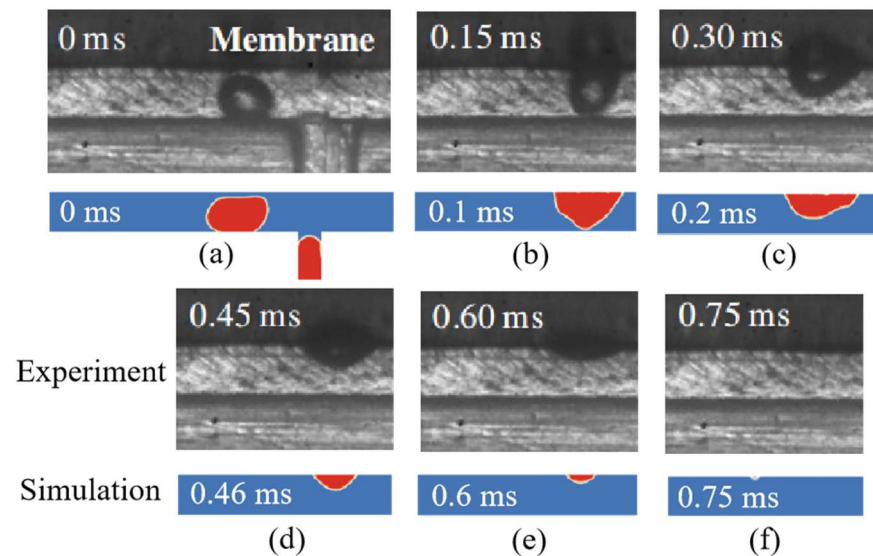 0 ms
Membrane
0.15 ms
0.30 ms
0 ms
0.1 ms
0.2 ms
(a)
(b)
(c)
0.45 ms
0.60 ms
0.75 ms
Experiment
Simulation
0.46 ms
0.6 ms
0.75 ms
(d)
(e)
(f)